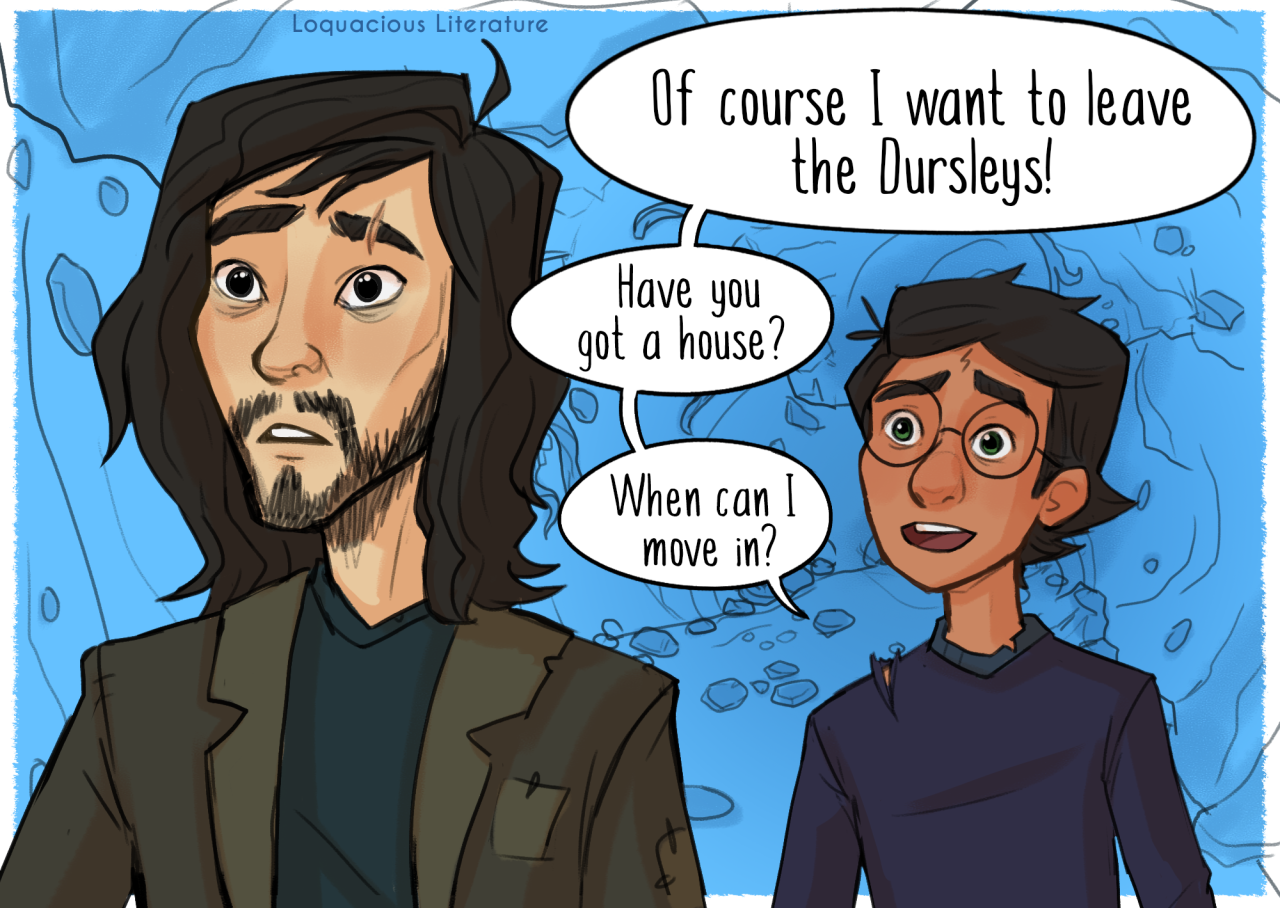 Loquacious Literature
Of course I want to leave
the Dursleys!
Have you
got a house?
When can I
move in?